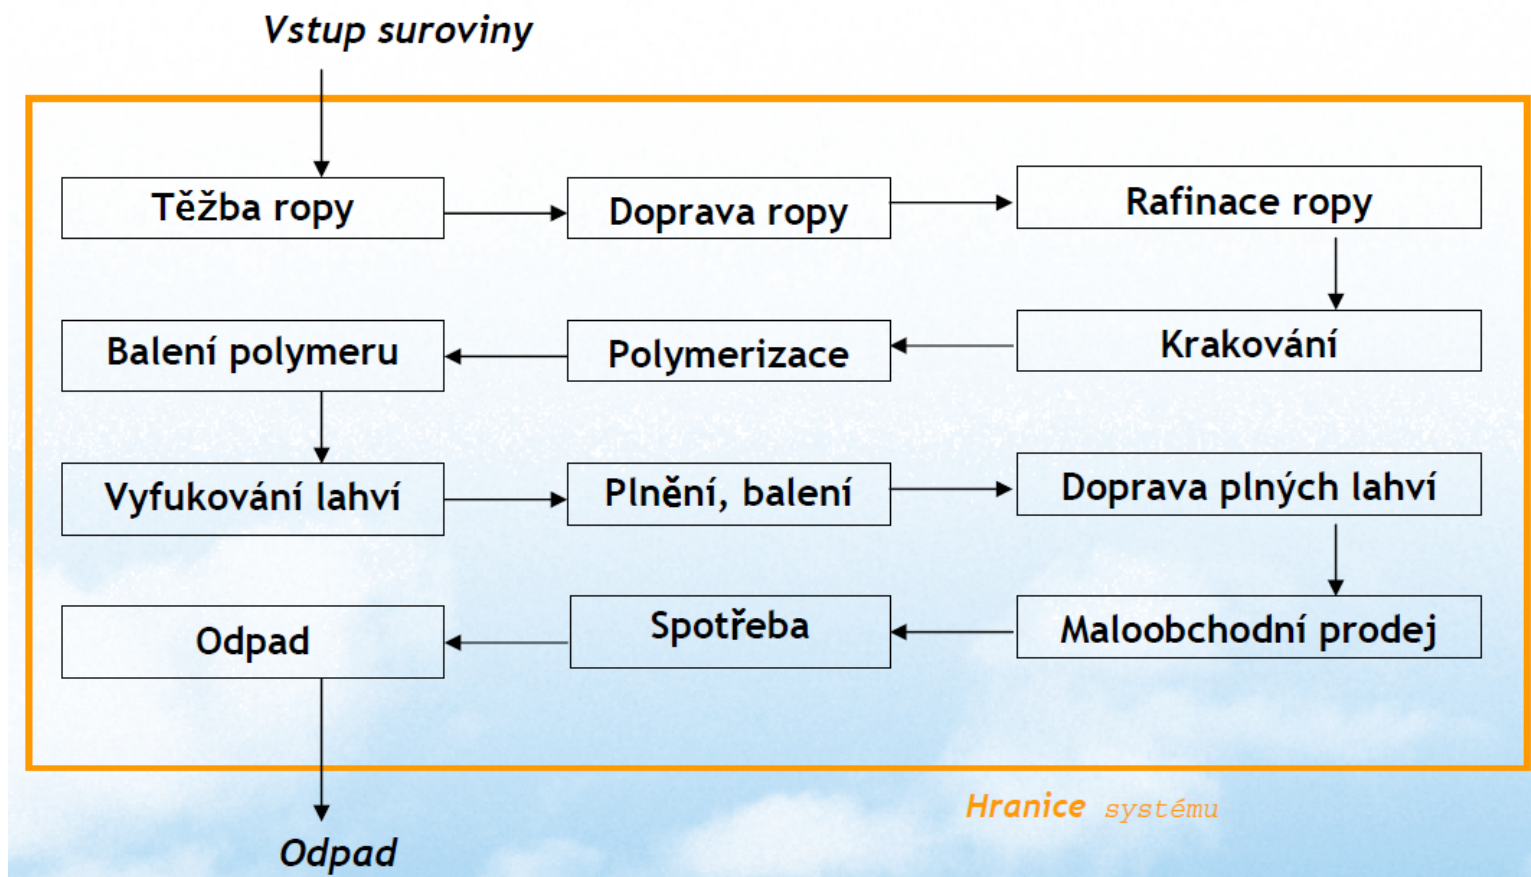 Vstup suroviny
Těžba ropy
Doprava ropy
Rafinace ropy
Balení polymeru
Polymerizace
Krakování
Vyfukování lahví
Plnění, balení
Doprava plných lahví
Odpad
Spotřeba
Maloobchodní prodej
Hranice systému
Odpad